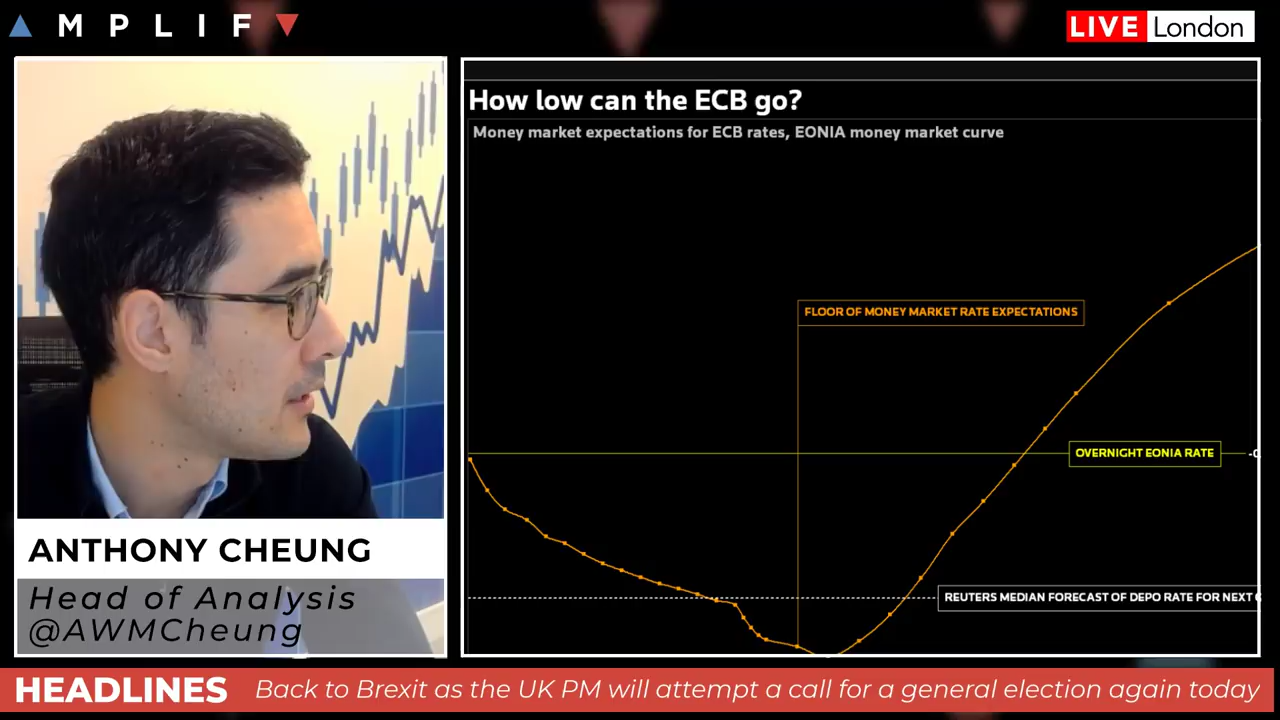 AMPLIFY
LIVE London
How low can the ECB go?
Money market expectations for ECB rates, EONIA money market curve
FLOOR OF MONEY MARKET RATE EXPECTATIONS
OVERNIGHT EONIA RATE
REUTERS MEDIAN FORECAST OF DEPO RATE FOR NEXT
ANTHONY CHEUNG
Head of Analysis
@AWMCheung
HEADLINES Back to Brexit as the UK PM will attempt a call for a general election again today